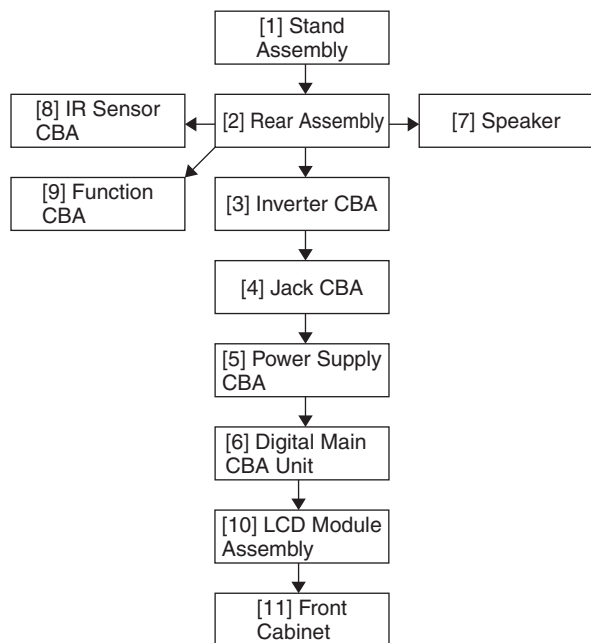 [1] Stand
Assembly
[8] IR Sensor
CBA
[2] Rear Assembly
[7] Speaker
[9] Function
CBA
[3] Inverter CBA
[4] Jack CBA
[5] Power Supply
CBA
[6] Digital Main
CBA Unit
[10] LCD Module
Assembly
[11] Front
Cabinet